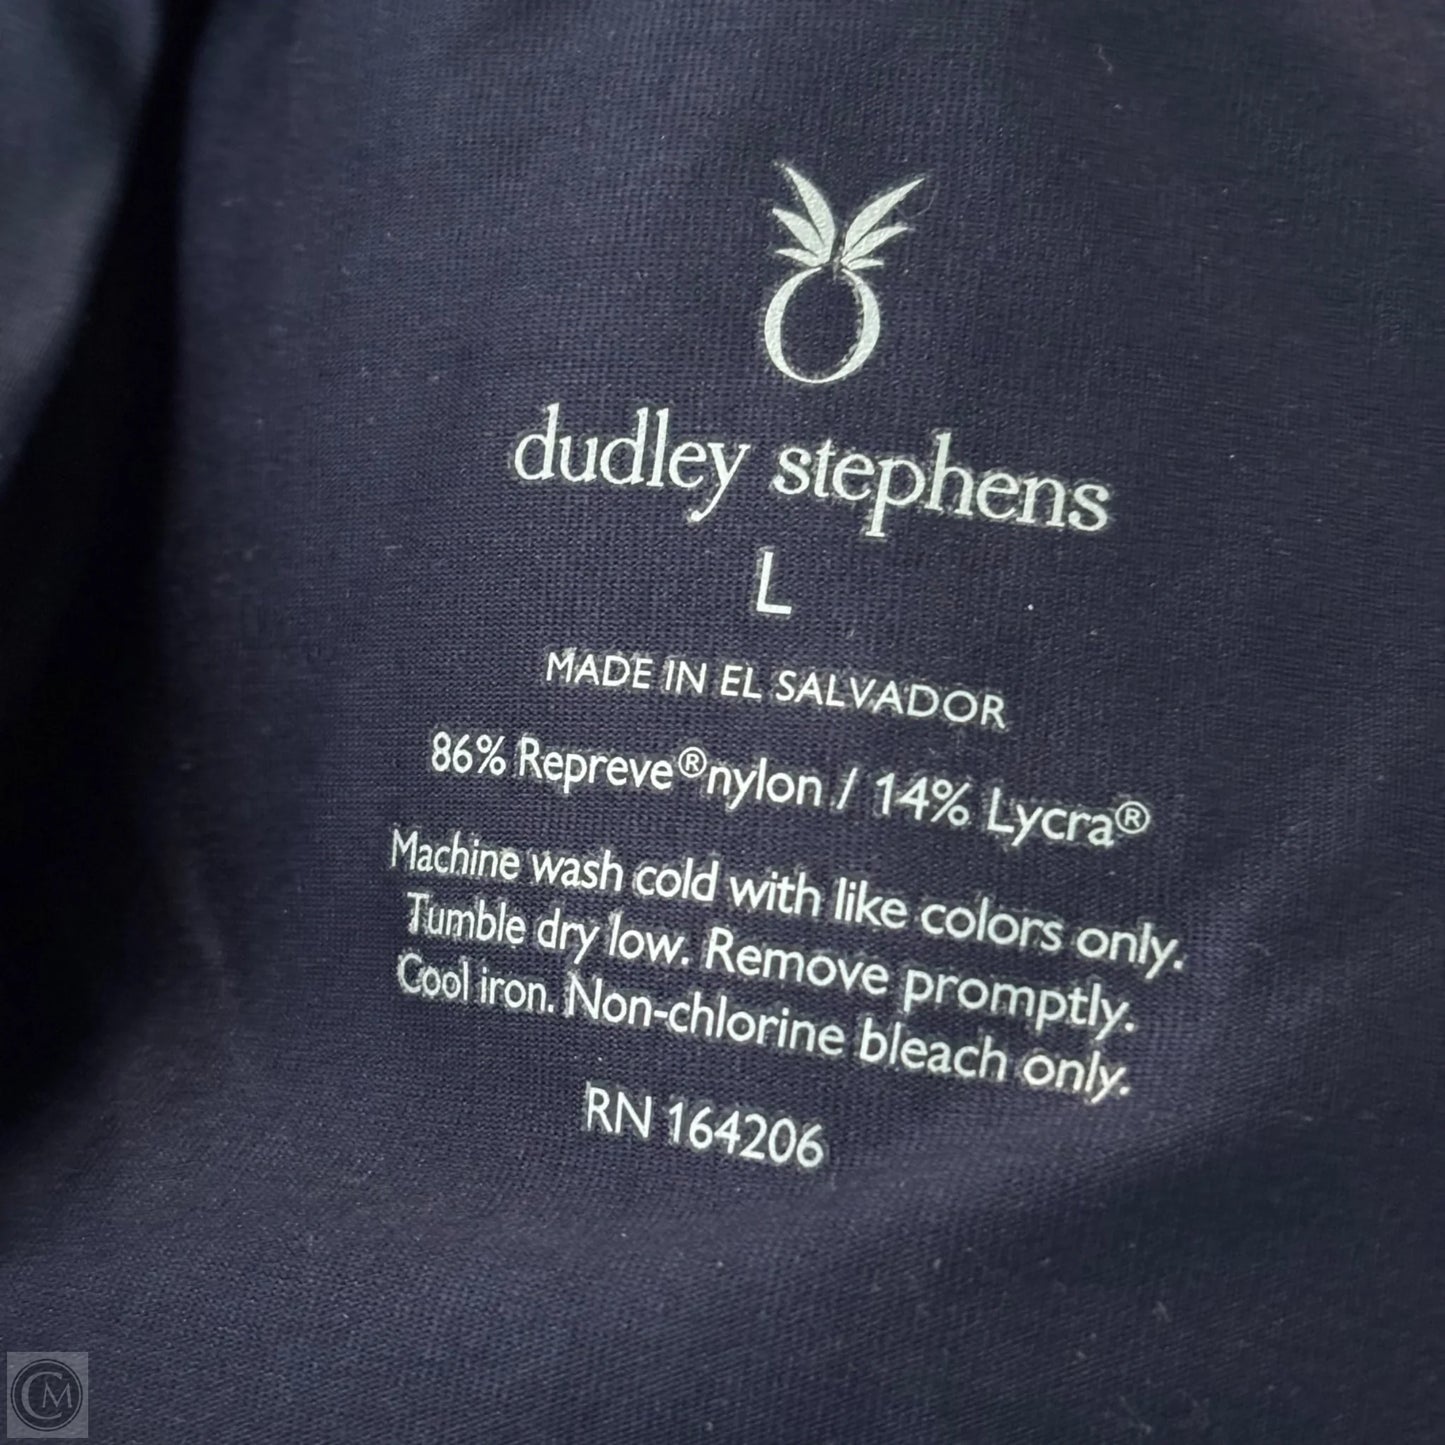 dudley stephens
L
MADE IN EL SALVADOR
86% Repreve® nylon / 14% Lycra®
Machine wash cold with like colors only.
Tumble dry low. Remove promptly.
Cool iron. Non-chlorine bleach only.
RN 164206
CM